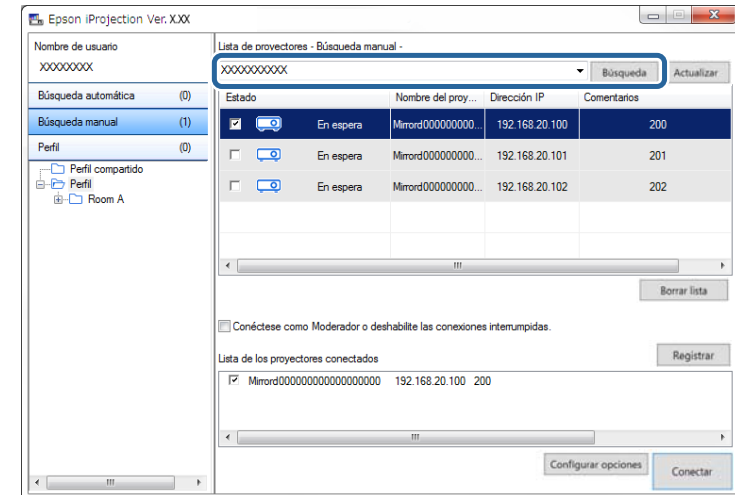 Epson iProjection Ver. X.XX
Nombre de usuario
XXXXXXXX
Búsqueda automática (0)
Búsqueda manual (1)
Perfil (0)
Perfil compartido
Perfil
Room A
Lista de proyectores - Búsqueda manual -
XXXXXXXXXX Búsqueda Actualizar
Estado Nombre del proy... Dirección IP Comentarios
En espera Mirrord000000000... 192.168.20.100 200
En espera Mirrord000000000... 192.168.20.101 201
En espera Mirrord000000000... 192.168.20.102 202
Borrar lista
Conéctese como Moderador o deshabilite las conexiones interrumpidas.
Lista de los proyectores conectados Registrar
Mirrord000000000000000000 192.168.20.100 200
Configurar opciones Conectar